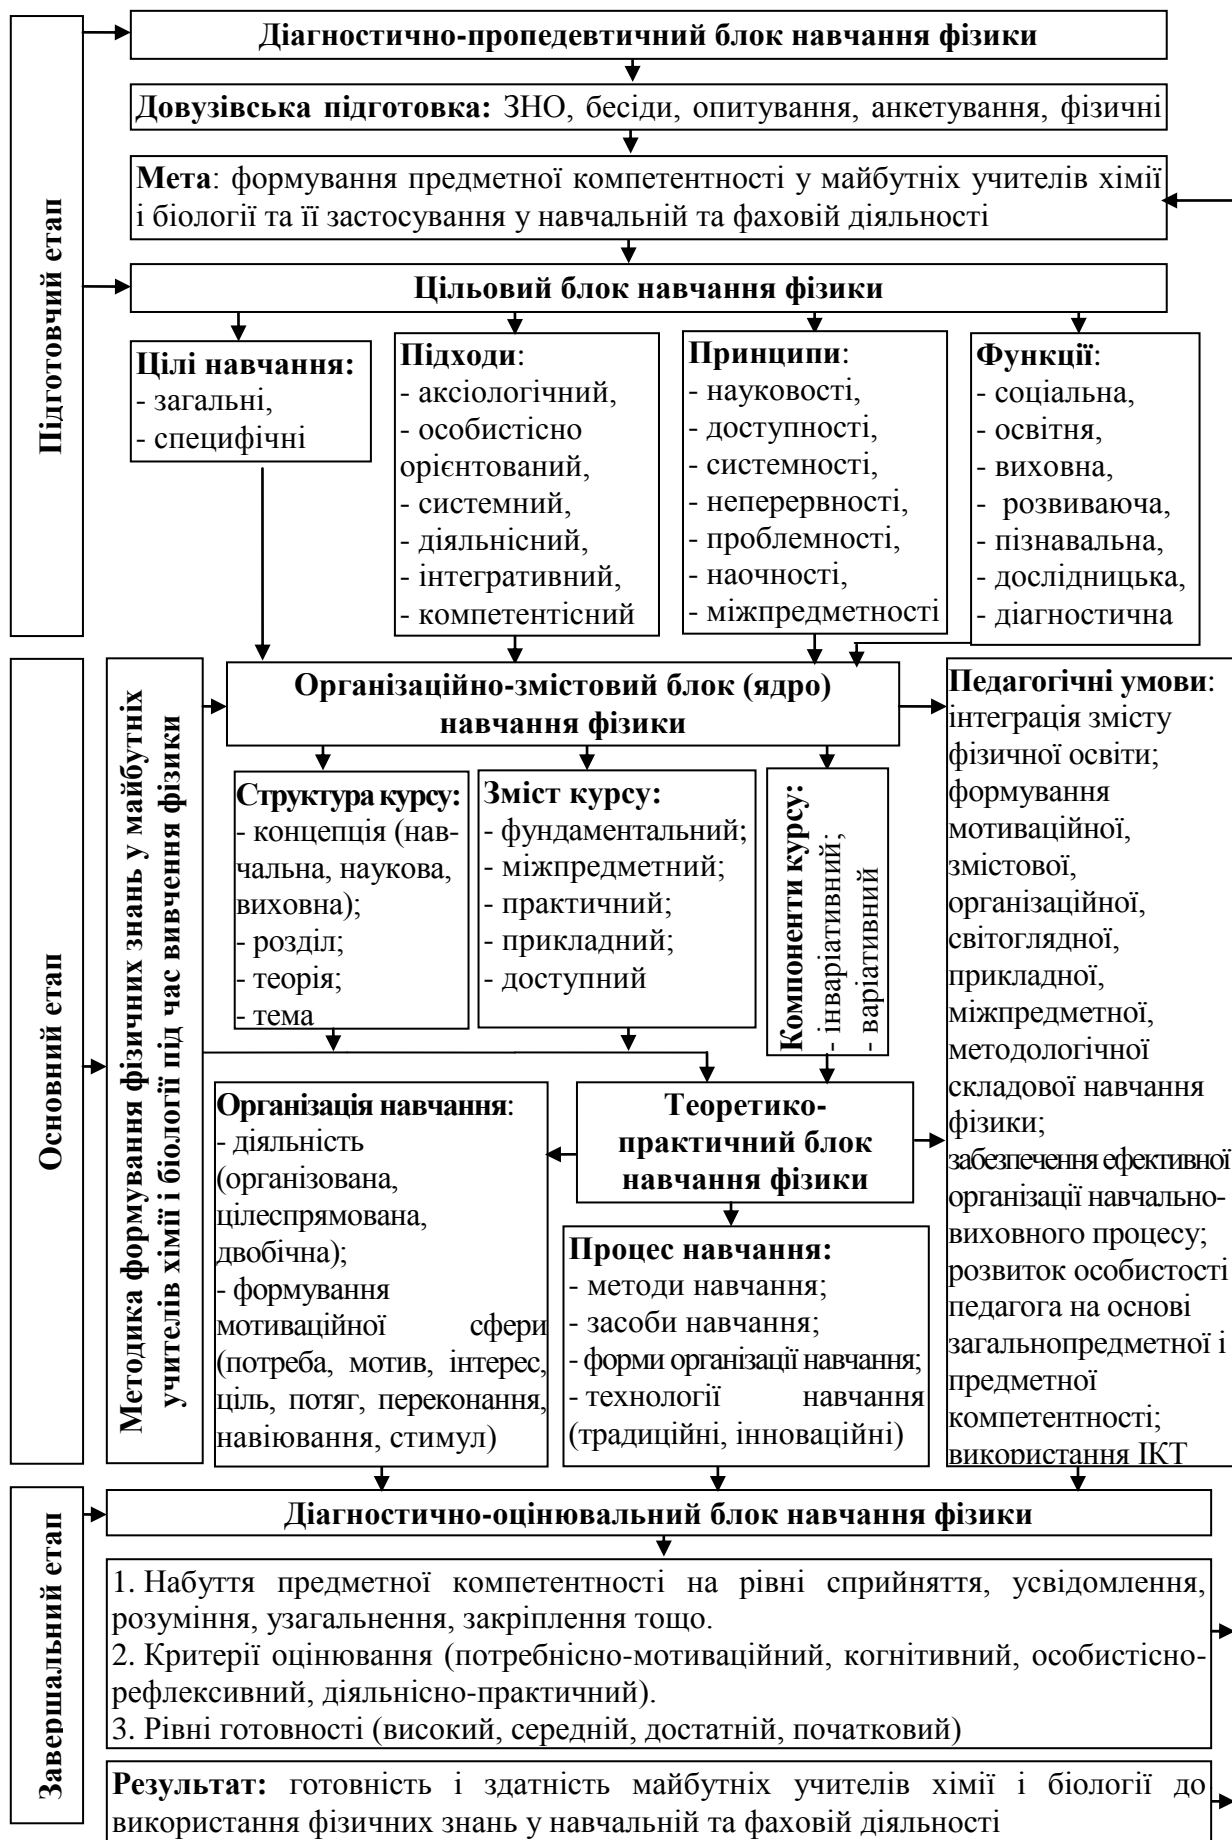 Підготовчий етап
Діагностично-пропедевтичний блок навчання фізики
Довузівська підготовка: ЗНО, бесіди, опитування, анкетування, фізичні
Мета: формування предметної компетентності у майбутніх учителів хімії
і біології та її застосування у навчальній та фаховій діяльності
Цільовий блок навчання фізики
Цілі навчання:
- загальні,
- специфічні
Підходи:
- аксіологічний,
- особистісно
орієнтований,
- системний,
- діяльнісний,
- інтегративний,
- компетентісний
Принципи:
- науковості,
- доступності,
- системності,
- неперервності,
- проблемності,
- наочності,
- міжпредметності
Функції:
- соціальна,
- освітня,
- виховна,
- розвиваюча,
- пізнавальна,
- дослідницька,
- діагностична
Основний етап
Методика формування фізичних знань у майбутніх
учителів хімії і біології під час вивчення фізики
Організаційно-змістовий блок (ядро)
навчання фізики
Структура курсу:
- концепція (нав-
чальна, наукова,
виховна);
- розділ;
- теорія;
- тема
Зміст курсу:
- фундаментальний;
- міжпредметний;
- практичний;
- прикладний;
- доступний
Компоненти курсу:
- інваріативний;
- варіативний
Педагогічні умови:
інтеграція змісту
фізичної освіти;
формування
мотиваційної,
змістової,
організаційної,
світоглядної,
прикладної,
міжпредметної,
методологічної
складової навчання
фізики;
забезпечення ефективної
організації навчально-
виховного процесу;
розвиток особистості
педагога на основі
загальнопредметної і
предметної
компетентності;
використання ІКТ
Організація навчання:
- діяльність
(організована,
цілеспрямована,
двобічна);
- формування
мотиваційної сфери
(потреба, мотив, інтерес,
ціль, потяг, переконання,
навіювання, стимул)
Теоретико-
практичний блок
навчання фізики
Процес навчання:
- методи навчання;
- засоби навчання;
- форми організації навчання;
- технології навчання
(традиційні, інноваційні)
Завершальний етап
Діагностично-оцінювальний блок навчання фізики
1. Набуття предметної компетентності на рівні сприйняття, усвідомлення,
розуміння, узагальнення, закріплення тощо.
2. Критерії оцінювання (потребнісно-мотиваційний, когнітивний, особистісно-
рефлексивний, діяльнісно-практичний).
3. Рівні готовності (високий, середній, достатній, початковий)
Результат: готовність і здатність майбутніх учителів хімії і біології до
використання фізичних знань у навчальній та фаховій діяльності